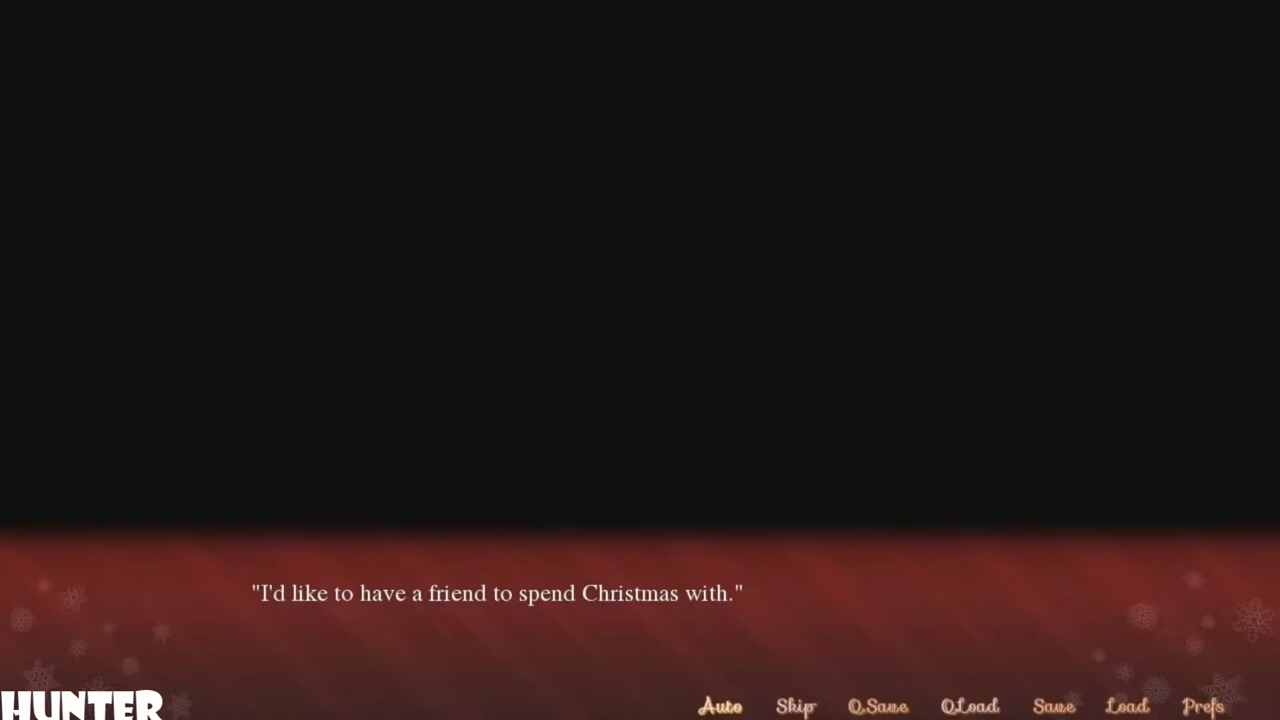 "I'd like to have a friend to spend Christmas with."
HUNTER
Auto Skip Q.Save Q.Load Save Load Prefs